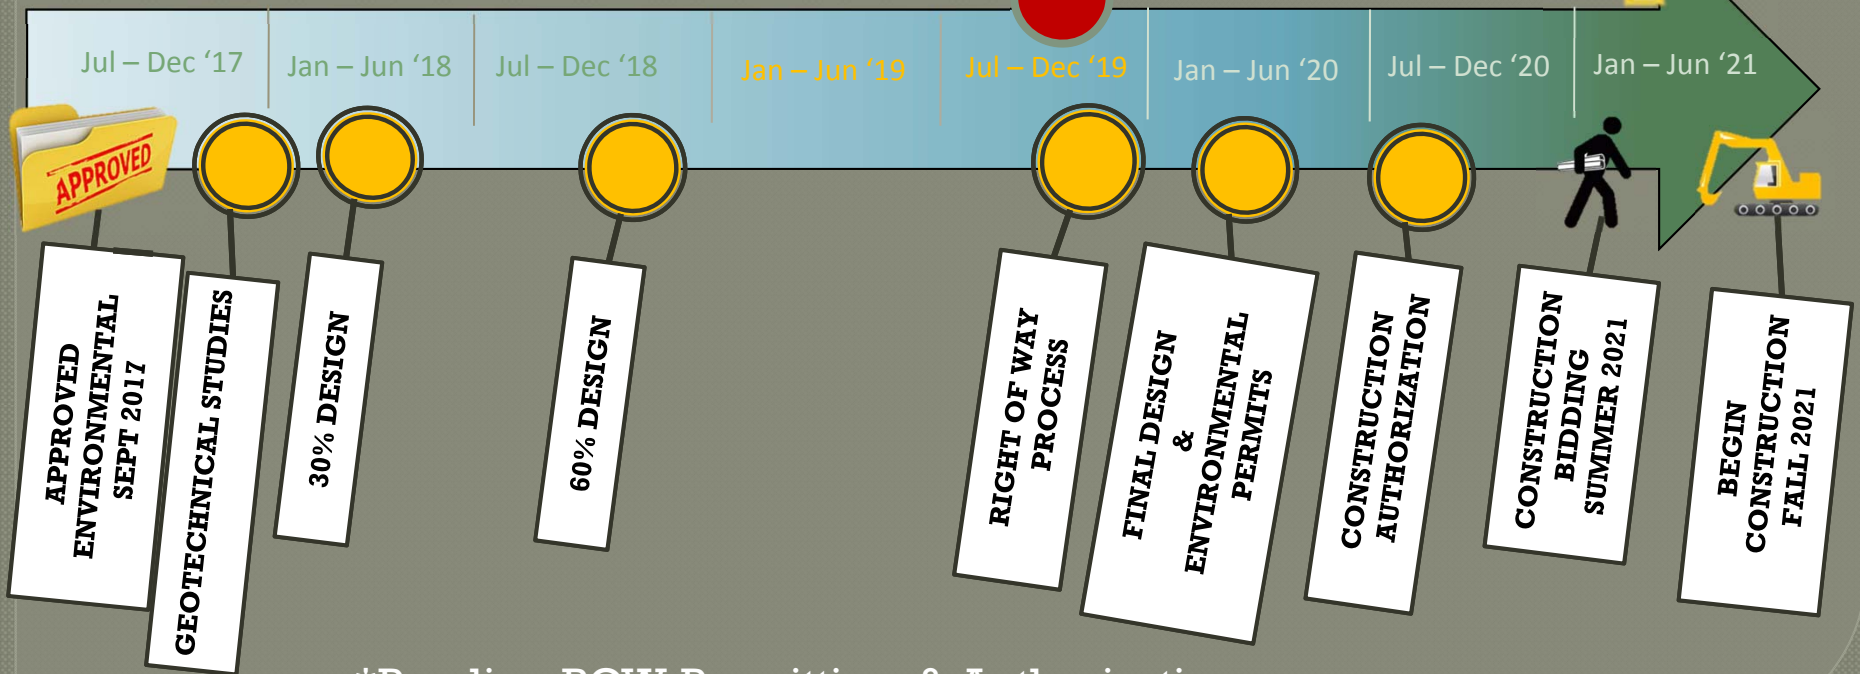 Jul – Dec ‘17
Jan – Jun ‘18
Jul – Dec ‘18
Jan – Jun ‘19
Jul – Dec ‘19
Jan – Jun ‘20
Jul – Dec ‘20
Jan – Jun ‘21
APPROVED
APPROVED
ENVIRONMENTAL
SEPT 2017
GEOTECHNICAL STUDIES
30% DESIGN
60% DESIGN
RIGHT OF WAY
PROCESS
FINAL DESIGN
&
ENVIRONMENTAL
PERMITS
CONSTRUCTION
AUTHORIZATION
CONSTRUCTION
BIDDING
SUMMER 2021
BEGIN
CONSTRUCTION
FALL 2021